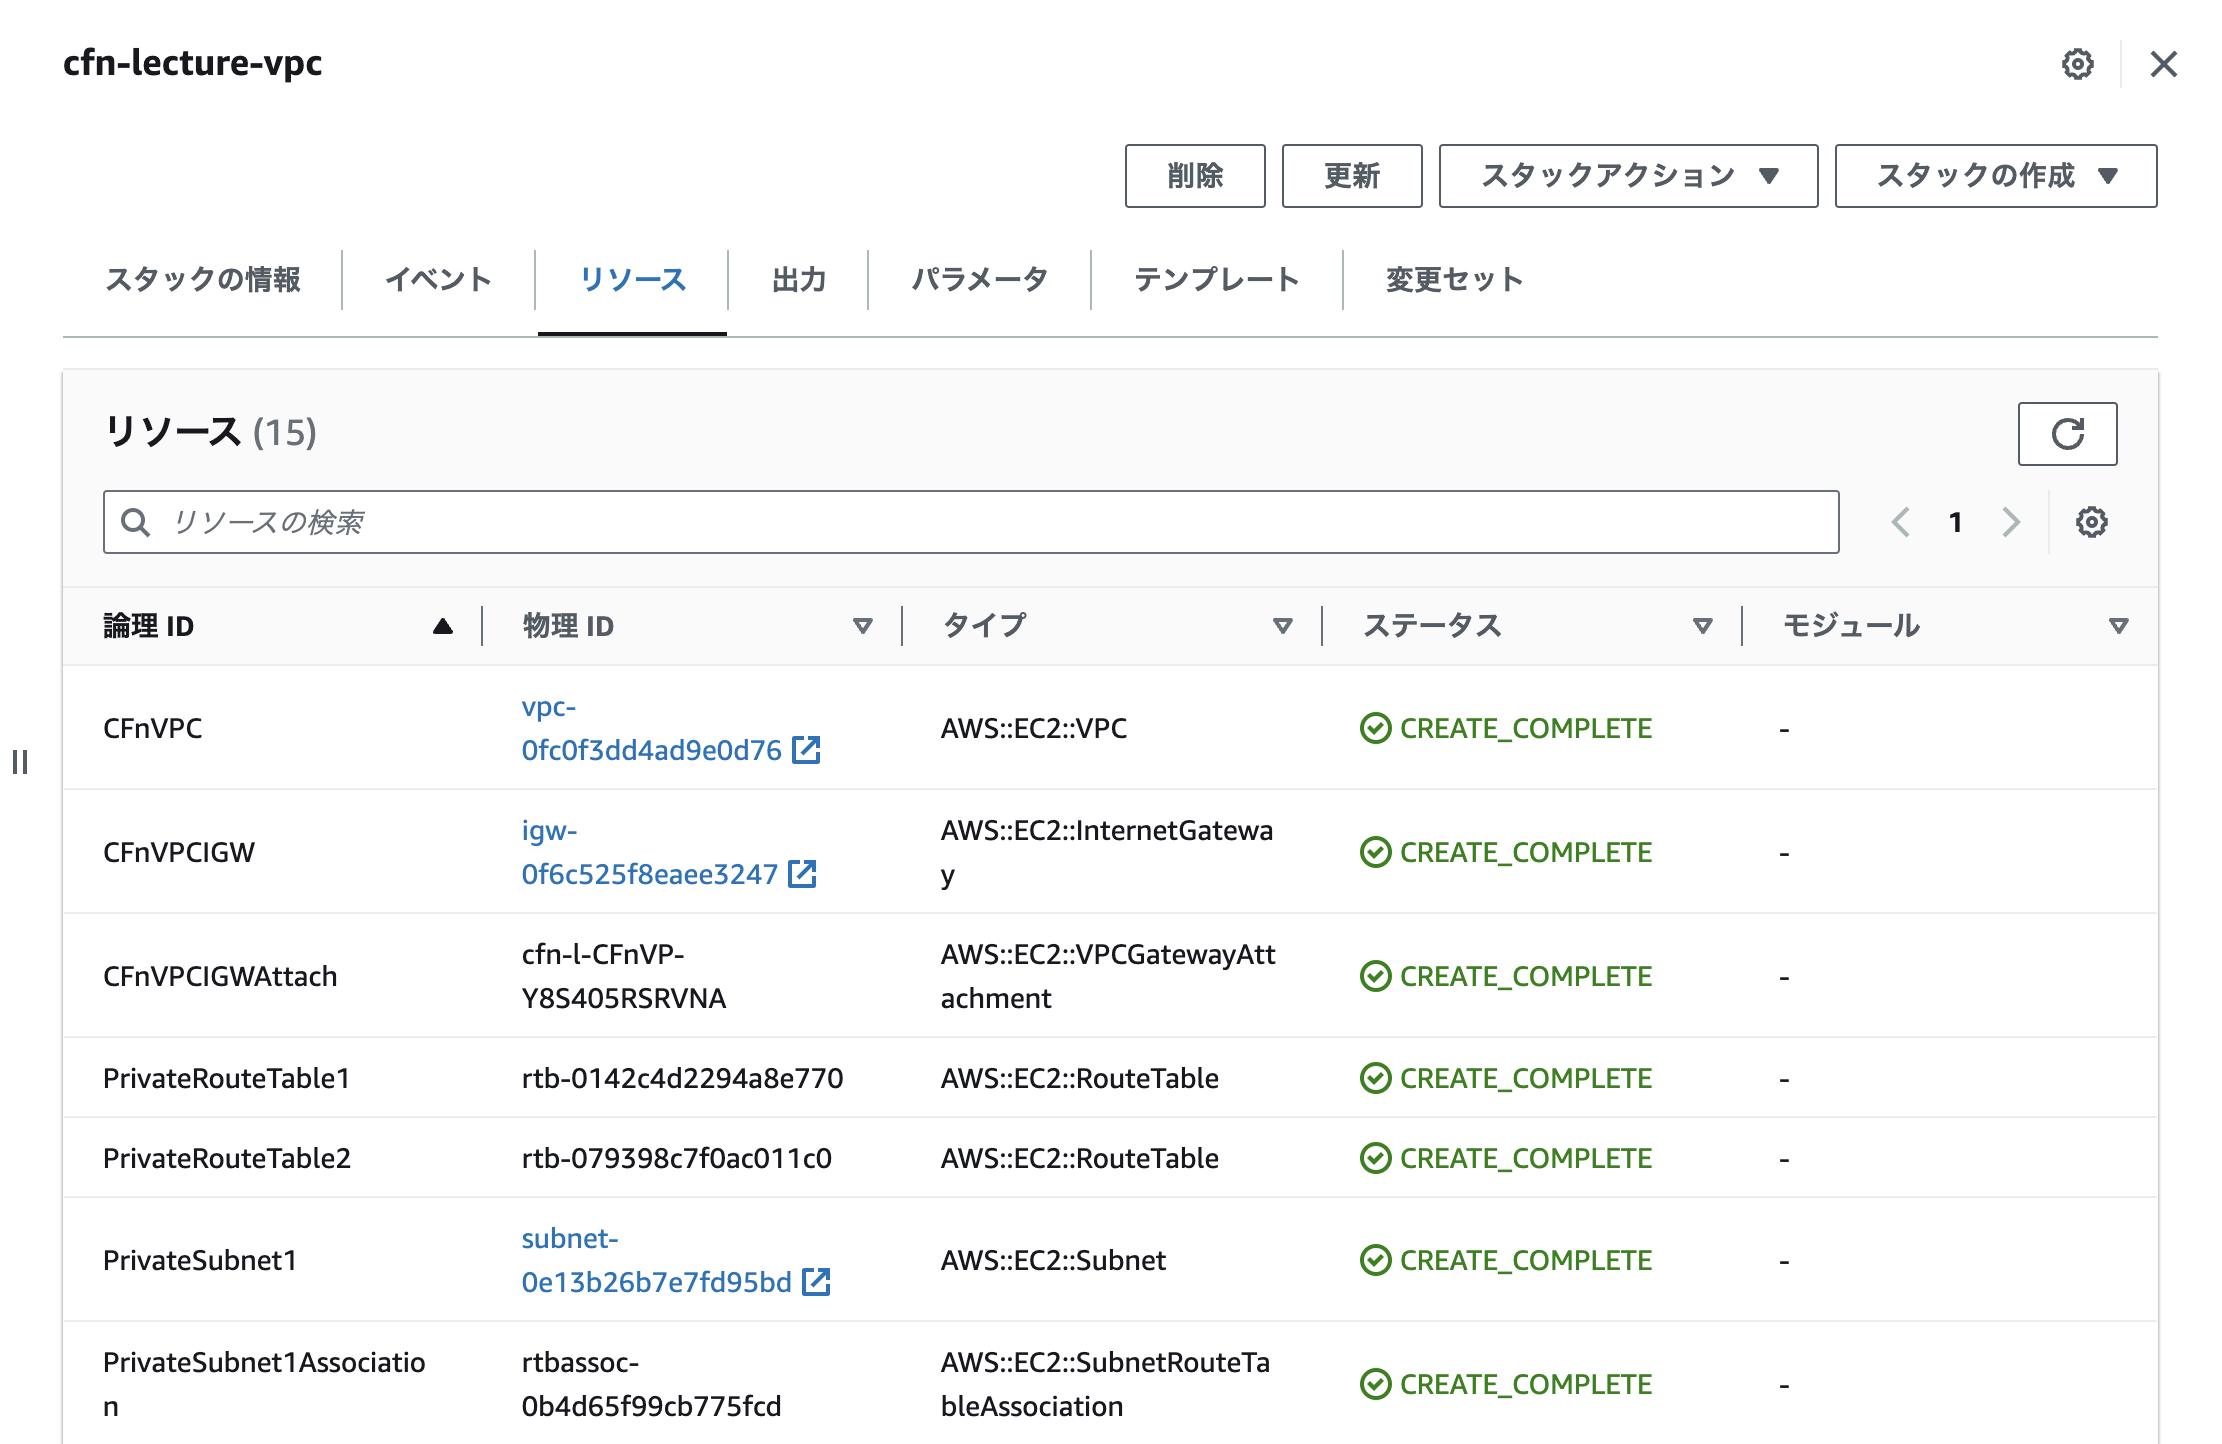 cfn-lecture-vpc
削除 更新 スタックアクション スタックの作成
スタックの情報 イベント リソース 出力 パラメータ テンプレート 変更セット
リソース (15)
リソースの検索 1
論理 ID 物理 ID タイプ ステータス モジュール
CFnVPC
vpc-
0fc0f3dd4ad9e0d76
AWS::EC2::VPC
CREATE_COMPLETE
-
CFnVPCIGW
igw-
0f6c525f8eaee3247
AWS::EC2::InternetGatewa
y
CREATE_COMPLETE
-
CFnVPCIGWAttach
cfn-l-CFnVP-
Y8S405RSRVNA
AWS::EC2::VPCGatewayAtt
achment
CREATE_COMPLETE
-
PrivateRouteTable1 rtb-0142c4d2294a8e770 AWS::EC2::RouteTable CREATE_COMPLETE -
PrivateRouteTable2 rtb-079398c7f0ac011c0 AWS::EC2::RouteTable CREATE_COMPLETE -
PrivateSubnet1
subnet-
0e13b26b7e7fd95bd
AWS::EC2::Subnet
CREATE_COMPLETE
-
PrivateSubnet1Associatio
n
rtbassoc-
0b4d65f99cb775fcd
AWS::EC2::SubnetRouteTa
bleAssociation
CREATE_COMPLETE
-